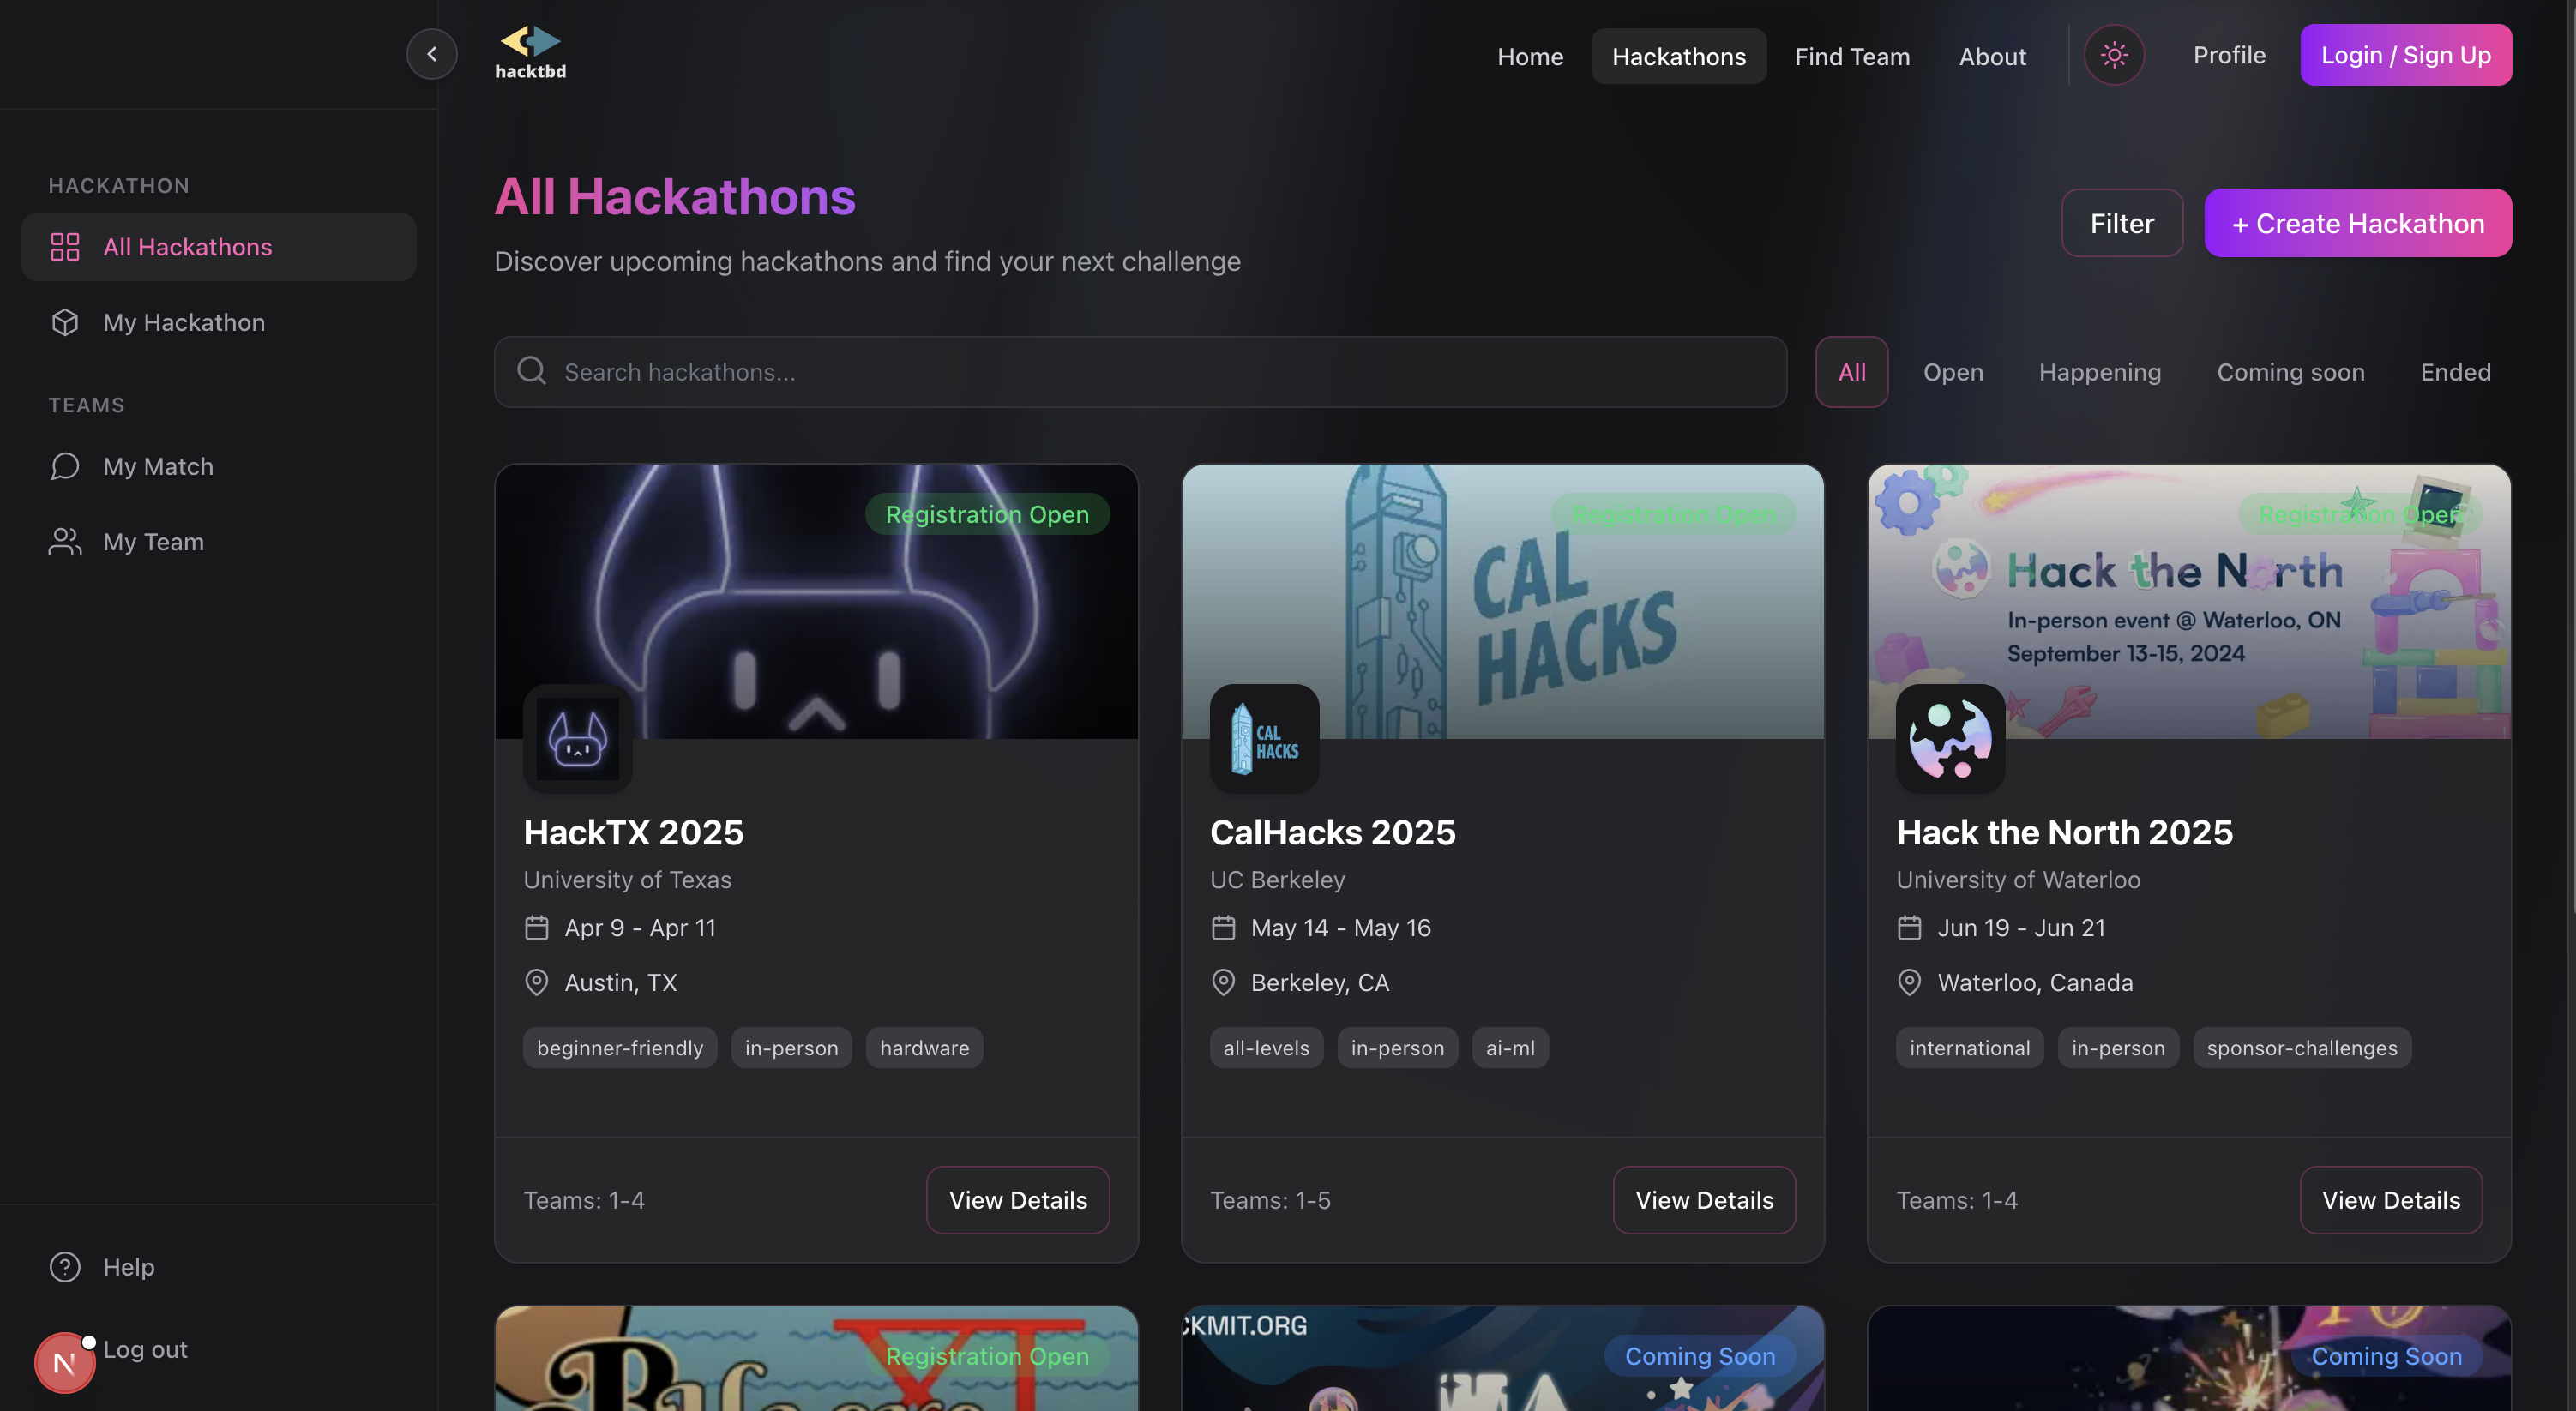 hacktbd
Home
Hackathons
Find Team
About
Profile
Login / Sign Up
HACKATHON
All Hackathons
My Hackathon
TEAMS
My Match
My Team
Help
N
Log out
All Hackathons
Discover upcoming hackathons and find your next challenge
Filter
+ Create Hackathon
Search hackathons...
All
Open
Happening
Coming soon
Ended
Registration Open
HackTX 2025
University of Texas
Apr 9 - Apr 11
Austin, TX
beginner-friendly
in-person
hardware
Teams: 1-4
View Details
Registration Open
CAL
HACKS
CAL
HACKS
CalHacks 2025
UC Berkeley
May 14 - May 16
Berkeley, CA
all-levels
in-person
ai-ml
Teams: 1-5
View Details
Registration Open
Hack the North
In-person event @ Waterloo, ON
September 13-15, 2024
Hack the North 2025
University of Waterloo
Jun 19 - Jun 21
Waterloo, Canada
international
in-person
sponsor-challenges
Teams: 1-4
View Details
XI
Registration Open
CKMIT.ORG
Coming Soon
Coming Soon